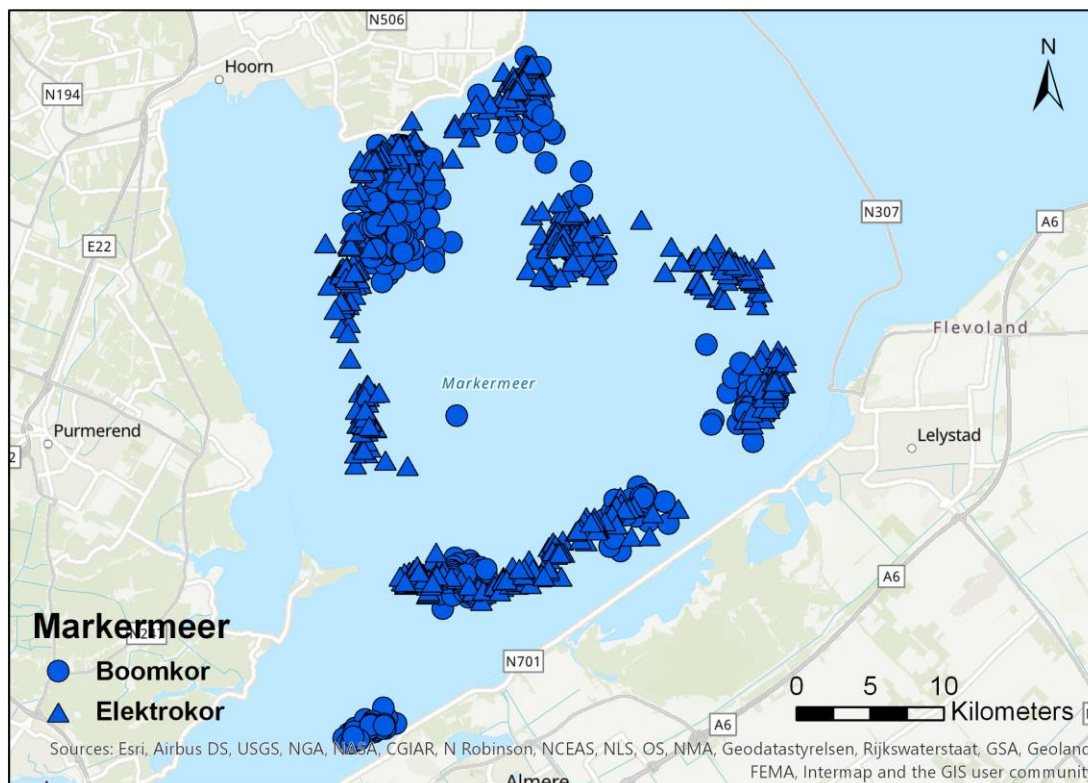 N506
Hoorn
N
N194
N307
A6
E22
Flevoland
Markermeer
Purmerend
2
Lelystad
A6
Markermeer
N701
Boomkor
Elektrokor
0 5 10
Kilometers
A6
Sources: Esri, Airbus DS, USGS, NGA, NASA, CGIAR, N Robinson, NCEAS, NLS, OS, NMA, Geodatastyrelsen, Rijkswaterstaat, GSA, Geoland
FEMA, Intermap and the GIS user communit
Almere